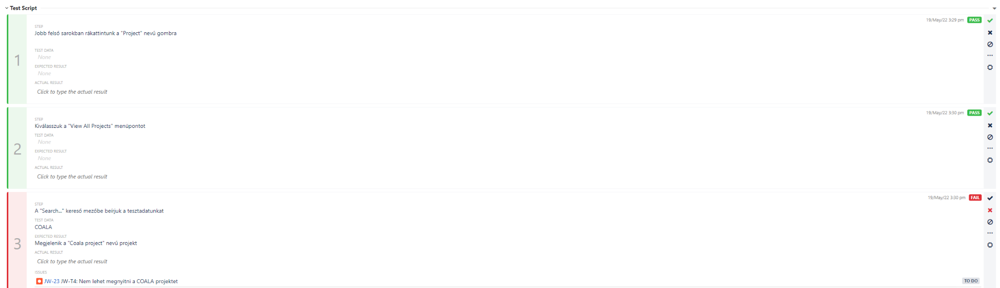 Test Script
1
19/May/22 3:29 pm PASS
STEP
Jobb felső sarokban rákattintunk a "Project" nevű gombra
TEST DATA
None
EXPECTED RESULT
None
ACTUAL RESULT
Click to type the actual result
2
19/May/22 3:30 pm PASS
STEP
Kiválasszuk a "View All Projects" menüpontot
TEST DATA
None
EXPECTED RESULT
None
ACTUAL RESULT
Click to type the actual result
3
19/May/22 3:30 pm FAIL
STEP
A "Search..." kereső mezőbe beírjuk a tesztadatunkat
TEST DATA
COALA
EXPECTED RESULT
Megjelenik a "Coala project" nevű projekt
ACTUAL RESULT
Click to type the actual result
ISSUES
JW-23 JW-T4: Nem lehet megnyitni a COALA projektet TO DO